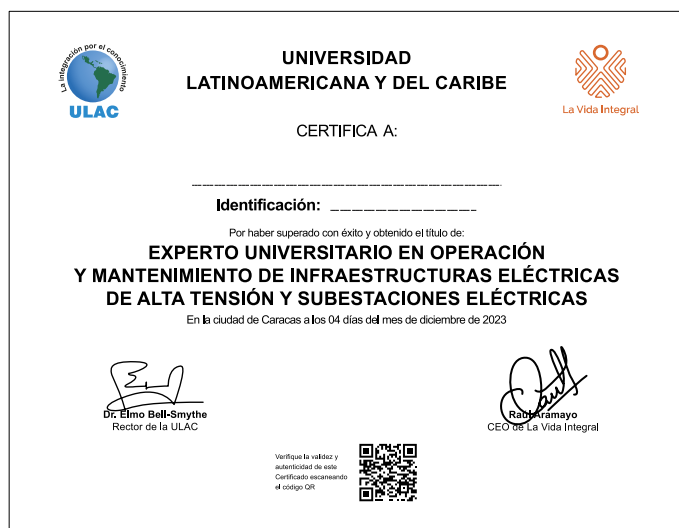 La integración por el conocimiento
ULAC
UNIVERSIDAD
LATINOAMERICANA Y DEL CARIBE
La Vida Integral
CERTIFICA A:
Identificación:
Por haber superado con éxito y obtenido el título de:
EXPERTO UNIVERSITARIO EN OPERACIÓN
Y MANTENIMIENTO DE INFRAESTRUCTURAS ELÉCTRICAS
DE ALTA TENSIÓN Y SUBESTACIONES ELÉCTRICAS
En la ciudad de Caracas a los 04 días del mes de diciembre de 2023
Dr. Elmo Bell-Smythe
Rector de la ULAC
Raúl Aramayo
CEO de La Vida Integral
Verifique la validez y
autenticidad de este
Certificado escaneando
el código QR